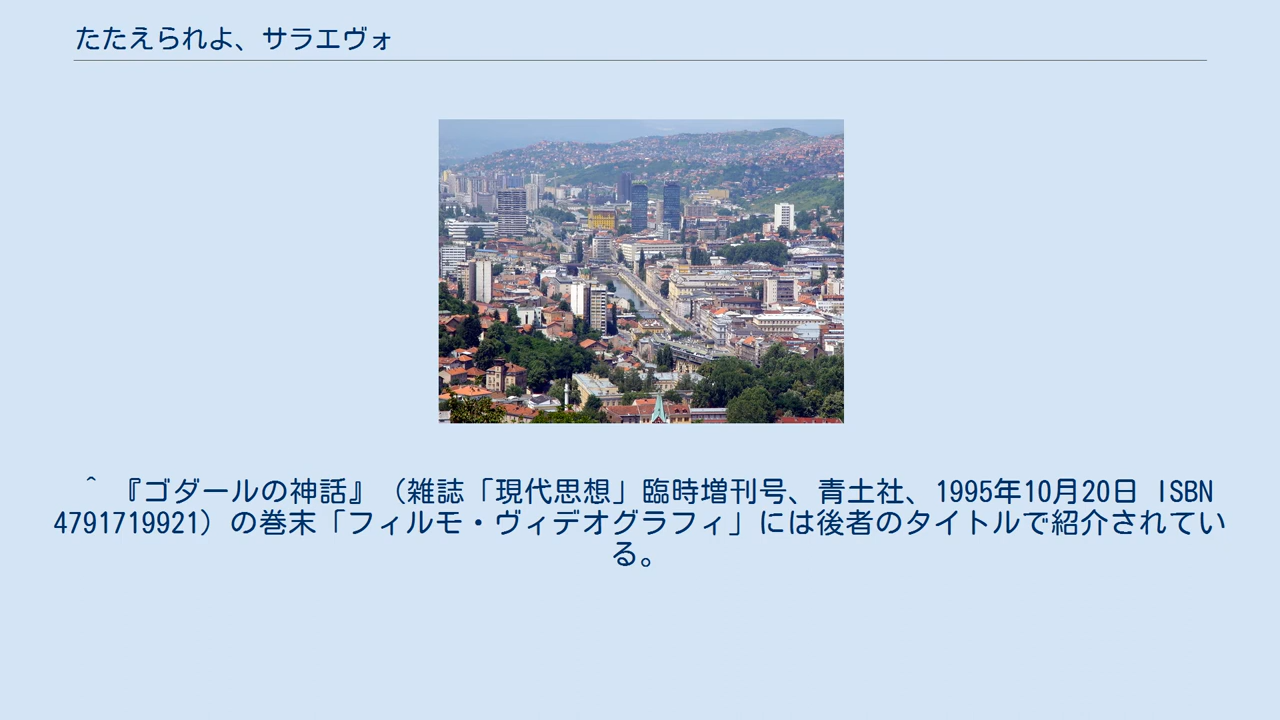 たたえられよ、サラエヴォ
^ 『ゴダールの神話』（雑誌「現代思想」臨時増刊号、青土社、1995年10月20日 ISBN
4791719921）の巻末「フィルモ・ヴィデオグラフィ」には後者のタイトルで紹介されてい
る。